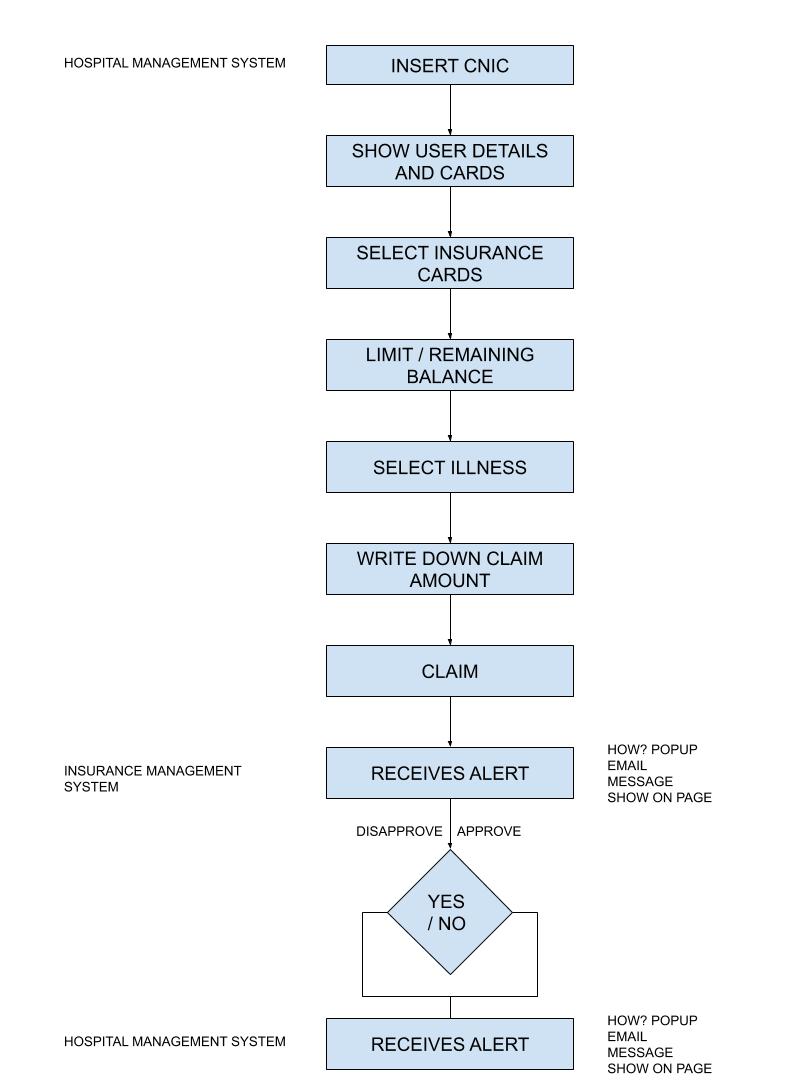 HOSPITAL MANAGEMENT SYSTEM
INSERT CNIC
SHOW USER DETAILS
AND CARDS
SELECT INSURANCE
CARDS
LIMIT / REMAINING
BALANCE
SELECT ILLNESS
WRITE DOWN CLAIM
AMOUNT
CLAIM
INSURANCE MANAGEMENT
SYSTEM
RECEIVES ALERT
HOW? POPUP
EMAIL
MESSAGE
SHOW ON PAGE
DISAPPROVE
APPROVE
YES
/ NO
HOSPITAL MANAGEMENT SYSTEM
RECEIVES ALERT
HOW? POPUP
EMAIL
MESSAGE
SHOW ON PAGE